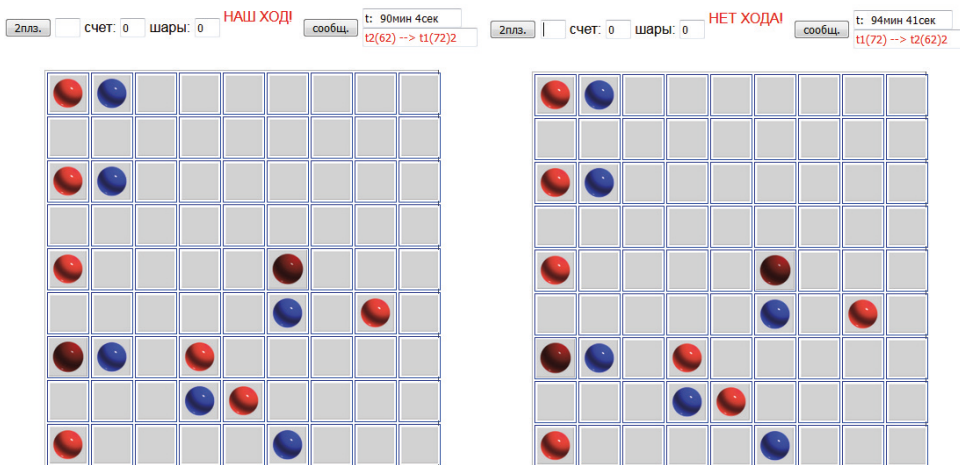 2плз. счет: 0 шары: 0 НАШ ХОД! сообщ. t: 90мин 4сек
t2(62) --> t1(72)2
2плз. счет: 0 шары: 0 НЕТ ХОДА! сообщ. t: 94мин 41сек
t1(72) --> t2(62)2